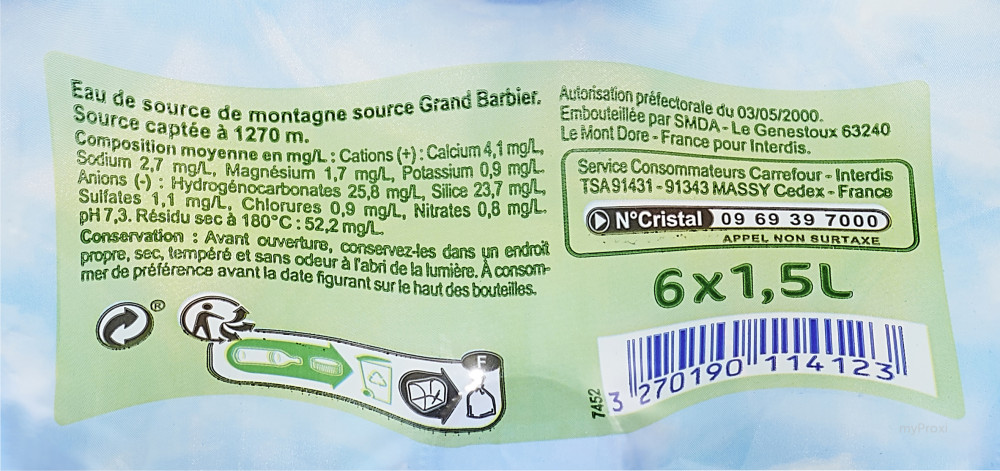 Eau de source de montagne source Grand Barbier.
Source captée à 1270 m.
Composition moyenne en mg/L : Cations (+) : Calcium 4,1 mg/L,
Sodium 2,7 mg/L, Magnésium 1,7 mg/L, Potassium 0,9 mg/L.
Anions (-) : Hydrogénocarbonates 25,8 mg/L, Silice 23,7 mg/L,
Sulfates 1,1 mg/L, Chlorures 0,9 mg/L, Nitrates 0,8 mg/L.
pH 7,3. Résidu sec à 180°C : 52,2 mg/L.
Conservation : Avant ouverture, conservez-les dans un endroit
propre, sec, tempéré et sans odeur à l'abri de la lumière. À consom-
mer de préférence avant la date figurant sur le haut des bouteilles.
®
F
Autorisation préfectorale du 03/05/2000.
Embouteillée par SMDA - Le Genestoux 63240
Le Mont Dore - France pour Interdis.
Service Consommateurs Carrefour - Interdis
TSA 91431 - 91343 MASSY Cedex - France
N°Cristal 09 69 39 7000
APPEL NON SURTAXE
6x1,5L
7452
3 270190 114123
myProxi